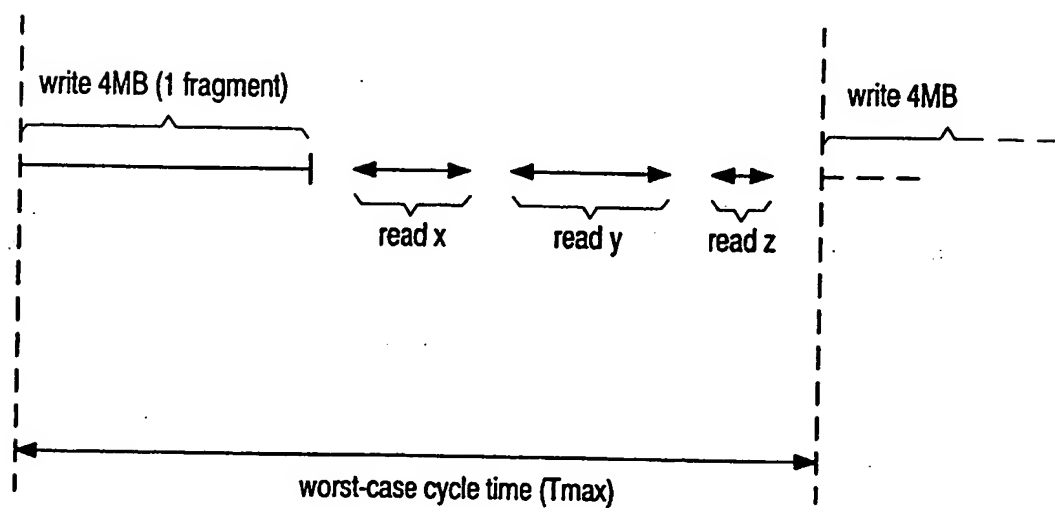 write 4MB (1 fragment)
write 4MB
read x
read y
read z
worst-case cycle time (Tmax)